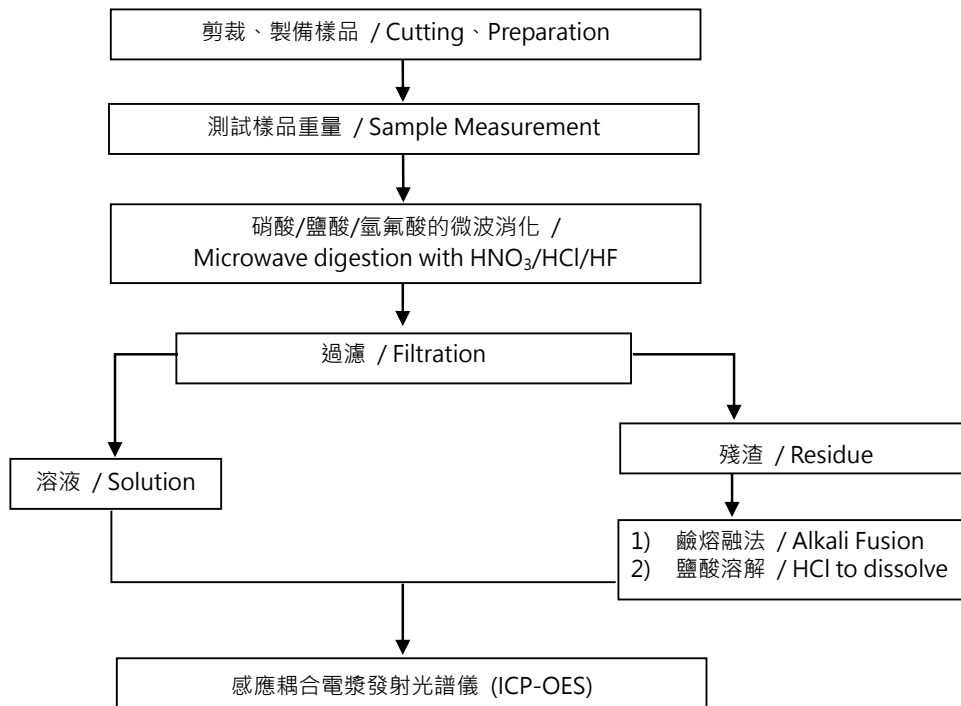 剪裁、製備樣品 / Cutting、Preparation
測試樣品重量 / Sample Measurement
硝酸/鹽酸/氫氟酸的微波消化 /
Microwave digestion with HNO₃/HCl/HF
過濾 / Filtration
溶液 / Solution
殘渣 / Residue
1) 鹼熔融法 / Alkali Fusion
2) 鹽酸溶解 / HCl to dissolve
感應耦合電漿發射光譜儀 (ICP-OES)